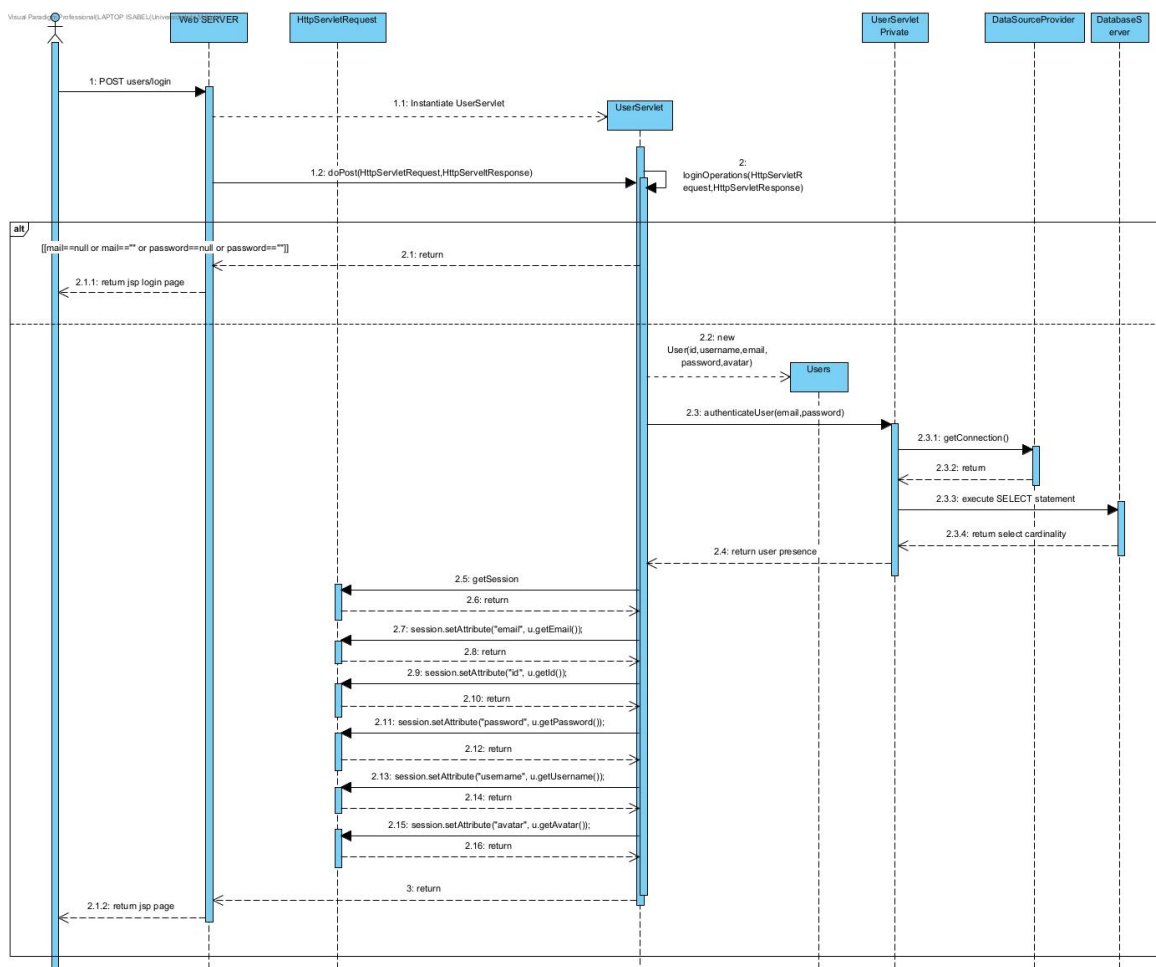 Visual Paradigm Professional(LAPTOP ISABEL(Univers
Web SERVER
HttpServletRequest
UserServlet
Private
DataSourceProvider
DatabaseS
erver
1: POST users/login
1.1: Instantiate UserServlet
UserServlet
1.2: doPost(HttpServletRequest,HttpServeltResponse)
2:
loginOperations(HttpServletR
equest,HttpServletResponse)
alt
[[mail==null or mail=="" or password==null or password==""]]
2.1: return
2.1.1: return jsp login page
2.2: new
User(id,username,email,
password,avatar)
Users
2.3: authenticateUser(email,password)
2.3.1: getConnection()
2.3.2: return
2.3.3: execute SELECT statement
2.3.4: return select cardinality
2.4: return user presence
2.5: getSession
2.6: return
2.7: session.setAttribute("email", u.getEmail());
2.8: return
2.9: session.setAttribute("id", u.getId());
2.10: return
2.11: session.setAttribute("password", u.getPassword());
2.12: return
2.13: session.setAttribute("username", u.getUsername());
2.14: return
2.15: session.setAttribute("avatar", u.getAvatar());
2.16: return
3: return
2.1.2: return jsp page